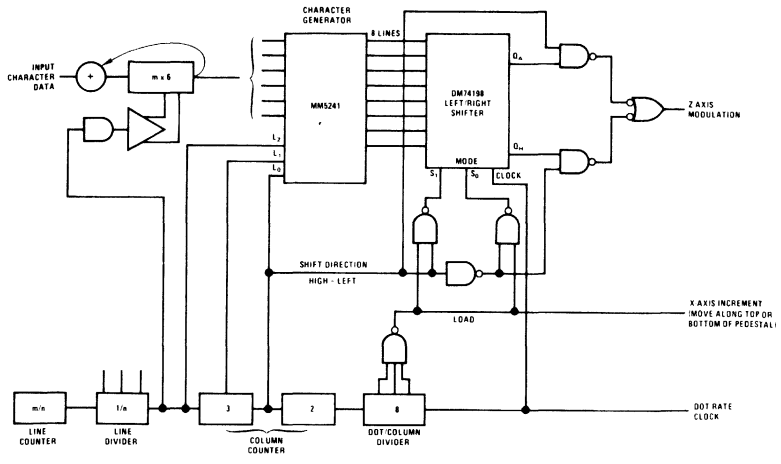 CHARACTER
GENERATOR
8 LINES
INPUT
CHARACTER
DATA
+
m x 6
MM5241
DM74198
LEFT/RIGHT
SHIFTER
QA
QH
Z AXIS
MODULATION
L2
L1
L0
MODE
S1
S0
CLOCK
SHIFT DIRECTION
HIGH - LEFT
LOAD
X AXIS INCREMENT
(MOVE ALONG TOP OR
BOTTOM OF PEDESTAL)
m/n
1/n
3
2
8
DOT RATE
CLOCK
LINE
COUNTER
LINE
DIVIDER
COLUMN
COUNTER
DOT/COLUMN
DIVIDER